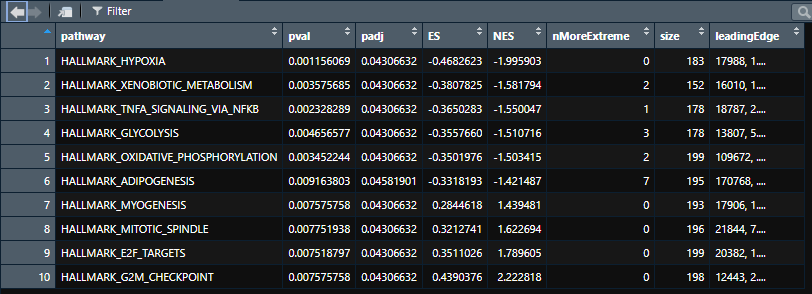 Filter
pathway pval padj ES NES nMoreExtreme size leadingEdge
1 HALLMARK_HYPOXIA 0.001156069 0.04306632 -0.4682623 -1.995903 0 183 17988, 1....
2 HALLMARK_XENOBIOTIC_METABOLISM 0.003575685 0.04306632 -0.3807825 -1.581794 2 152 16010, 1....
3 HALLMARK_TNFA_SIGNALING_VIA_NFKB 0.002328289 0.04306632 -0.3650283 -1.550047 1 178 18787, 2....
4 HALLMARK_GLYCOLYSIS 0.004656577 0.04306632 -0.3557660 -1.510716 3 178 13807, 5....
5 HALLMARK_OXIDATIVE_PHOSPHORYLATION 0.003452244 0.04306632 -0.3501976 -1.503415 2 199 109672, ....
6 HALLMARK_ADIPOGENESIS 0.009163803 0.04581901 -0.3318193 -1.421487 7 195 170768, ....
7 HALLMARK_MYOGENESIS 0.007575758 0.04306632 0.2844618 1.439481 0 193 17906, 1....
8 HALLMARK_MITOTIC_SPINDLE 0.007751938 0.04306632 0.3212741 1.622694 0 196 21844, 7....
9 HALLMARK_E2F_TARGETS 0.007518797 0.04306632 0.3511026 1.789605 0 199 20382, 1....
10 HALLMARK_G2M_CHECKPOINT 0.007575758 0.04306632 0.4390376 2.222818 0 198 12443, 2....